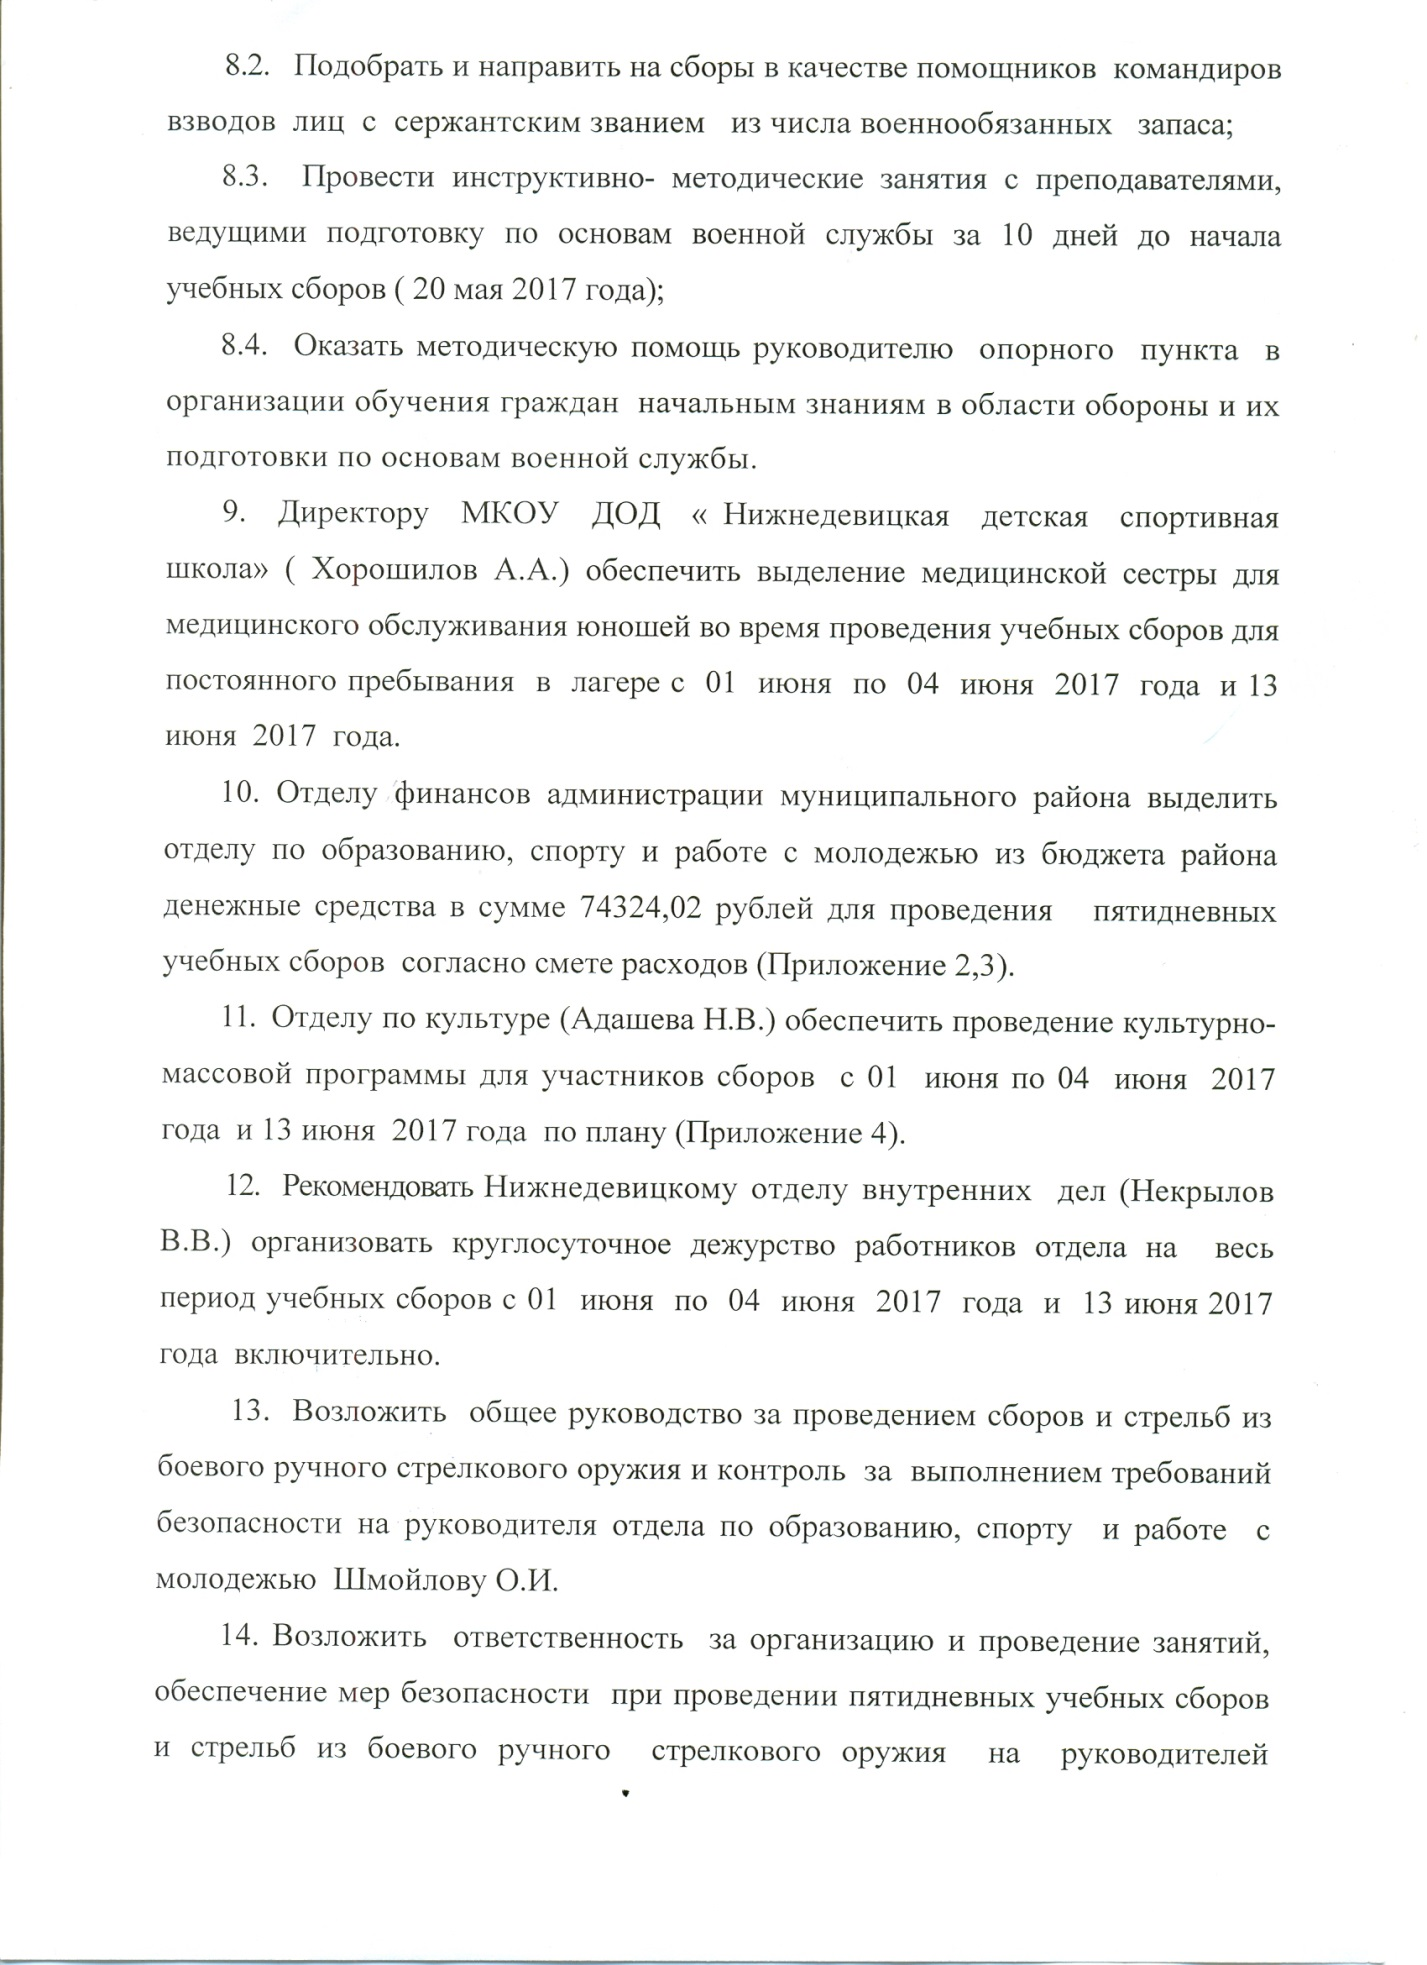 8.2. Подобрать и направить на сборы в качестве помощников командиров
взводов лиц с сержантским званием из числа военнообязанных запаса;
8.3. Провести инструктивно- методические занятия с преподавателями,
ведущими подготовку по основам военной службы за 10 дней до начала
учебных сборов ( 20 мая 2017 года);
8.4. Оказать методическую помощь руководителю опорного пункта в
организации обучения граждан начальным знаниям в области обороны и их
подготовки по основам военной службы.
9. Директору МКОУ ДОД « Нижнедевицкая детская спортивная
школа» ( Хорошилов А.А.) обеспечить выделение медицинской сестры для
медицинского обслуживания юношей во время проведения учебных сборов для
постоянного пребывания в лагере с 01 июня по 04 июня 2017 года и 13
июня 2017 года.
10. Отделу финансов администрации муниципального района выделить
отделу по образованию, спорту и работе с молодежью из бюджета района
денежные средства в сумме 74324,02 рублей для проведения пятидневных
учебных сборов согласно смете расходов (Приложение 2,3).
11. Отделу по культуре (Адашева Н.В.) обеспечить проведение культурно-
массовой программы для участников сборов с 01 июня по 04 июня 2017
года и 13 июня 2017 года по плану (Приложение 4).
12. Рекомендовать Нижнедевицкому отделу внутренних дел (Некрылов
В.В.) организовать круглосуточное дежурство работников отдела на весь
период учебных сборов с 01 июня по 04 июня 2017 года и 13 июня 2017
года включительно.
13. Возложить общее руководство за проведением сборов и стрельб из
боевого ручного стрелкового оружия и контроль за выполнением требований
безопасности на руководителя отдела по образованию, спорту и работе с
молодежью Шмойлову О.И.
14. Возложить ответственность за организацию и проведение занятий,
обеспечение мер безопасности при проведении пятидневных учебных сборов
и стрельб из боевого ручного стрелкового оружия на руководителей